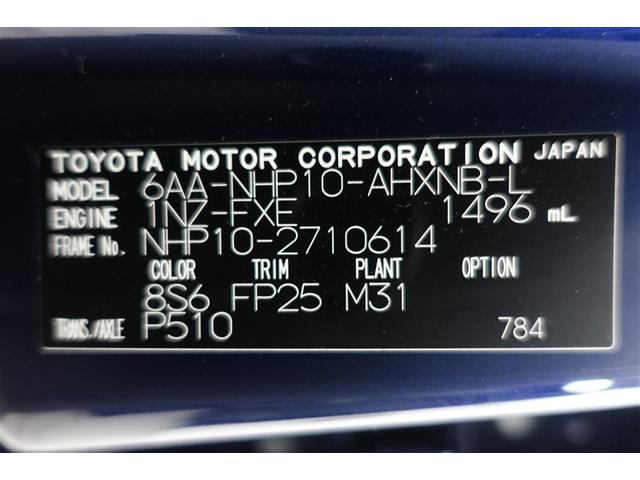 TOYOTA MOTOR CORPORATION JAPAN
MODEL 6AA-NHP10-AHXNB-L
ENGINE 1NZ-FXE 1496 mL
FRAME No. NHP10-2710614
COLOR TRIM PLANT OPTION
8S6 FP25 M31
TRANS./AXLE P510 784